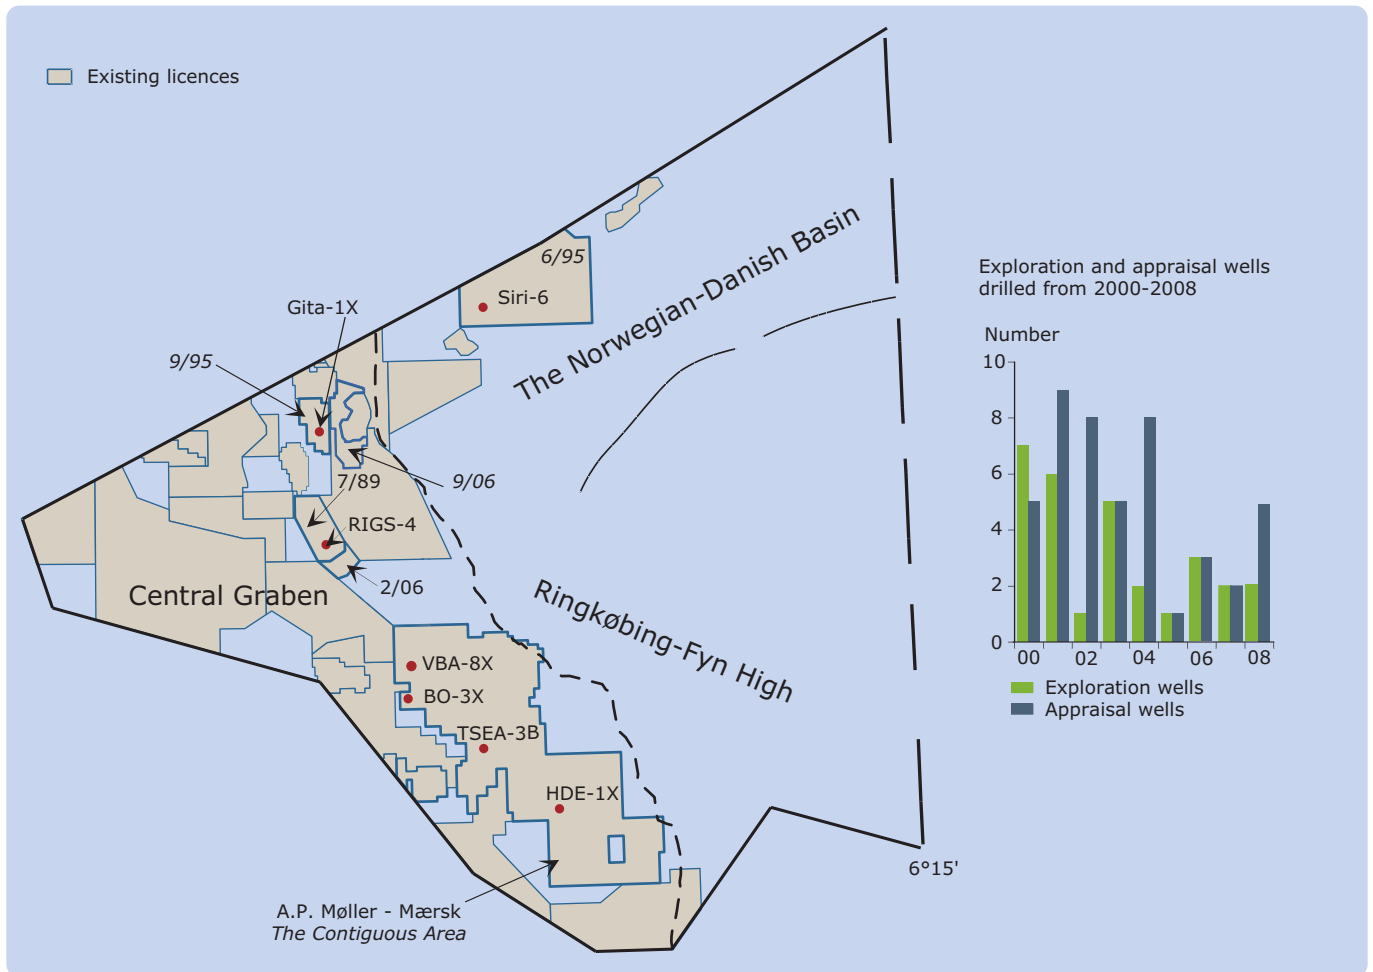 Existing licences
6/95
Siri-6
Gita-1X
9/95
The Norwegian-Danish Basin
7/89
9/06
RIGS-4
2/06
Central Graben
Ringkøbing-Fyn High
VBA-8X
BO-3X
TSEA-3B
HDE-1X
6°15'
A.P. Møller - Mærsk
The Contiguous Area
Exploration and appraisal wells
drilled from 2000-2008
Number
10
8
6
4
2
0
00 02 04 06 08
Exploration wells
Appraisal wells